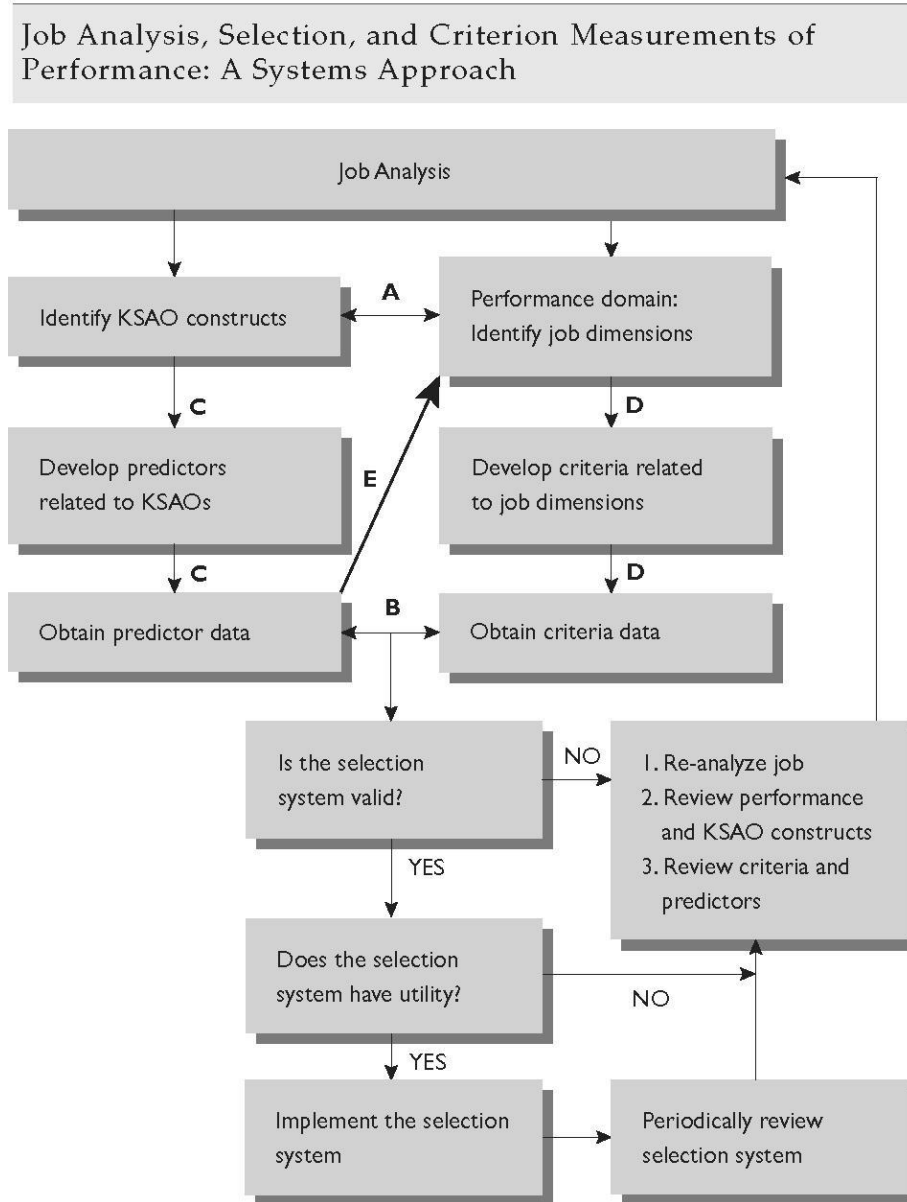 Job Analysis, Selection, and Criterion Measurements of
Performance: A Systems Approach
Job Analysis
Identify KSAO constructs
A
Performance domain:
Identify job dimensions
C
D
Develop predictors
related to KSAOs
E
Develop criteria related
to job dimensions
C
D
Obtain predictor data
B
Obtain criteria data
Is the selection
system valid?
NO
1. Re-analyze job
2. Review performance
and KSAO constructs
3. Review criteria and
predictors
YES
Does the selection
system have utility?
NO
YES
Implement the selection
system
Periodically review
selection system